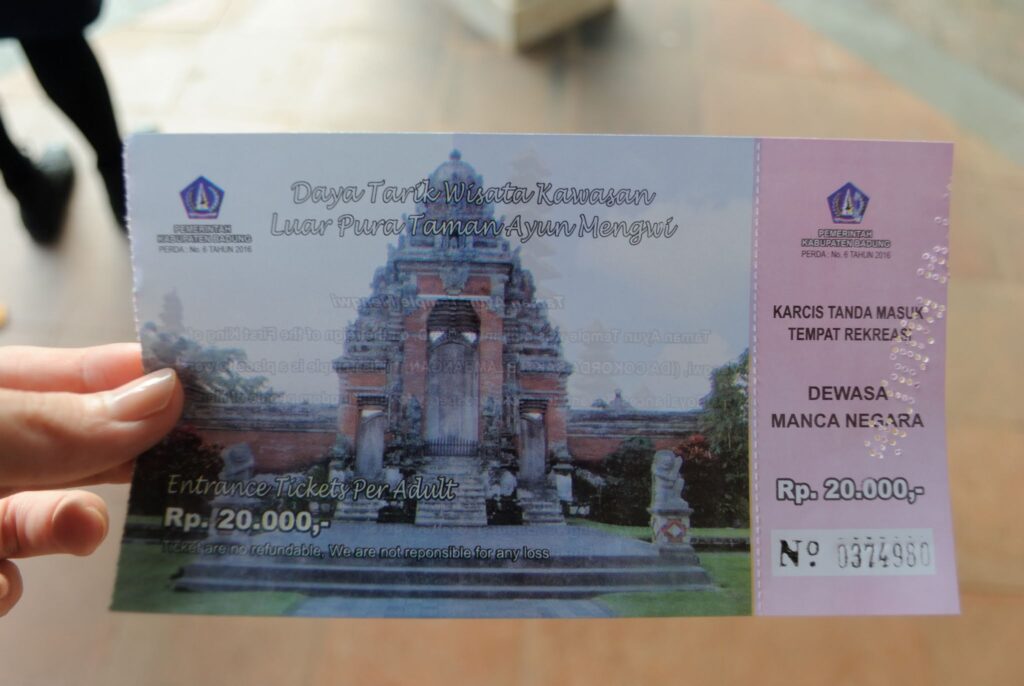 Daya Tarik Wisata Kawasan
Luar Pura Taman Ayun Mengwi
PEMERINTAH
KABUPATEN BADUNG
PERDA : No. 6 TAHUN 2016
Entrance Tickets Per Adult
Rp. 20.000,-
Ticket are no refundable, We are not reponsible for any loss
PEMERINTAH
KABUPATEN BADUNG
PERDA : No. 6 TAHUN 2016
KARCIS TANDA MASUK
TEMPAT REKREASI
DEWASA
MANCA NEGARA
Rp. 20.000,-
Nº 0374980